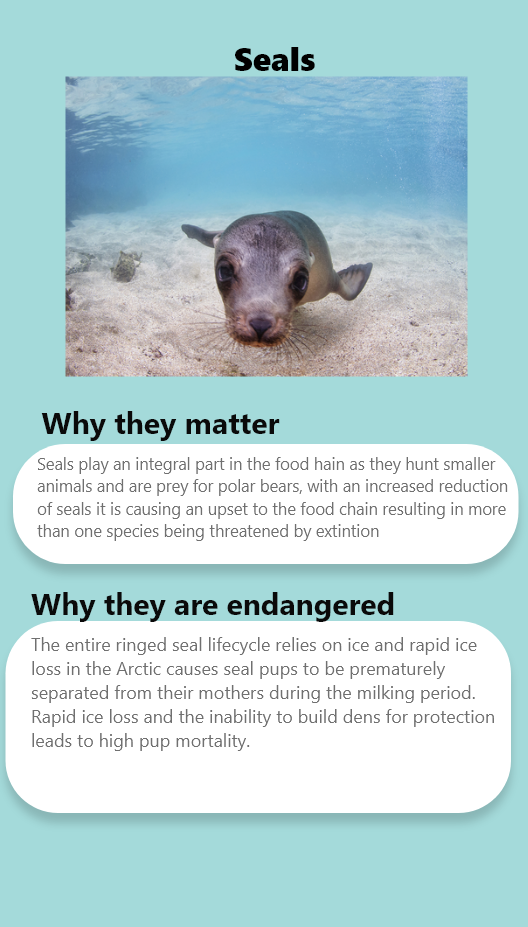 Seals
Why they matter
Seals play an integral part in the food hain as they hunt smaller
animals and are prey for polar bears, with an increased reduction
of seals it is causing an upset to the food chain resulting in more
than one species being threatened by extintion
Why they are endangered
The entire ringed seal lifecycle relies on ice and rapid ice
loss in the Arctic causes seal pups to be prematurely
separated from their mothers during the milking period.
Rapid ice loss and the inability to build dens for protection
leads to high pup mortality.